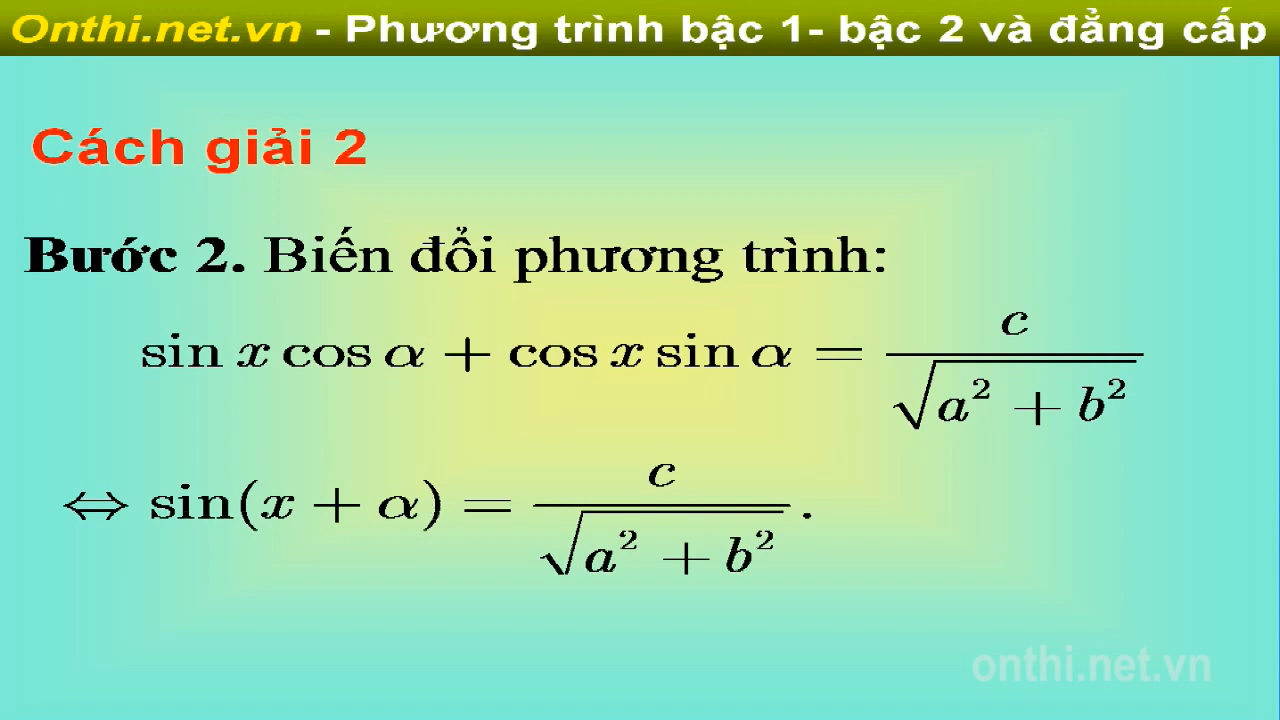 Onthi.net.vn - Phương trình bậc 1- bậc 2 và đẳng cấp
Cách giải 2
Bước 2. Biến đổi phương trình:
sin x cos α + cos x sin α = c / √(a² + b²)
⇔ sin(x + α) = c / √(a² + b²) .
onthi.net.vn